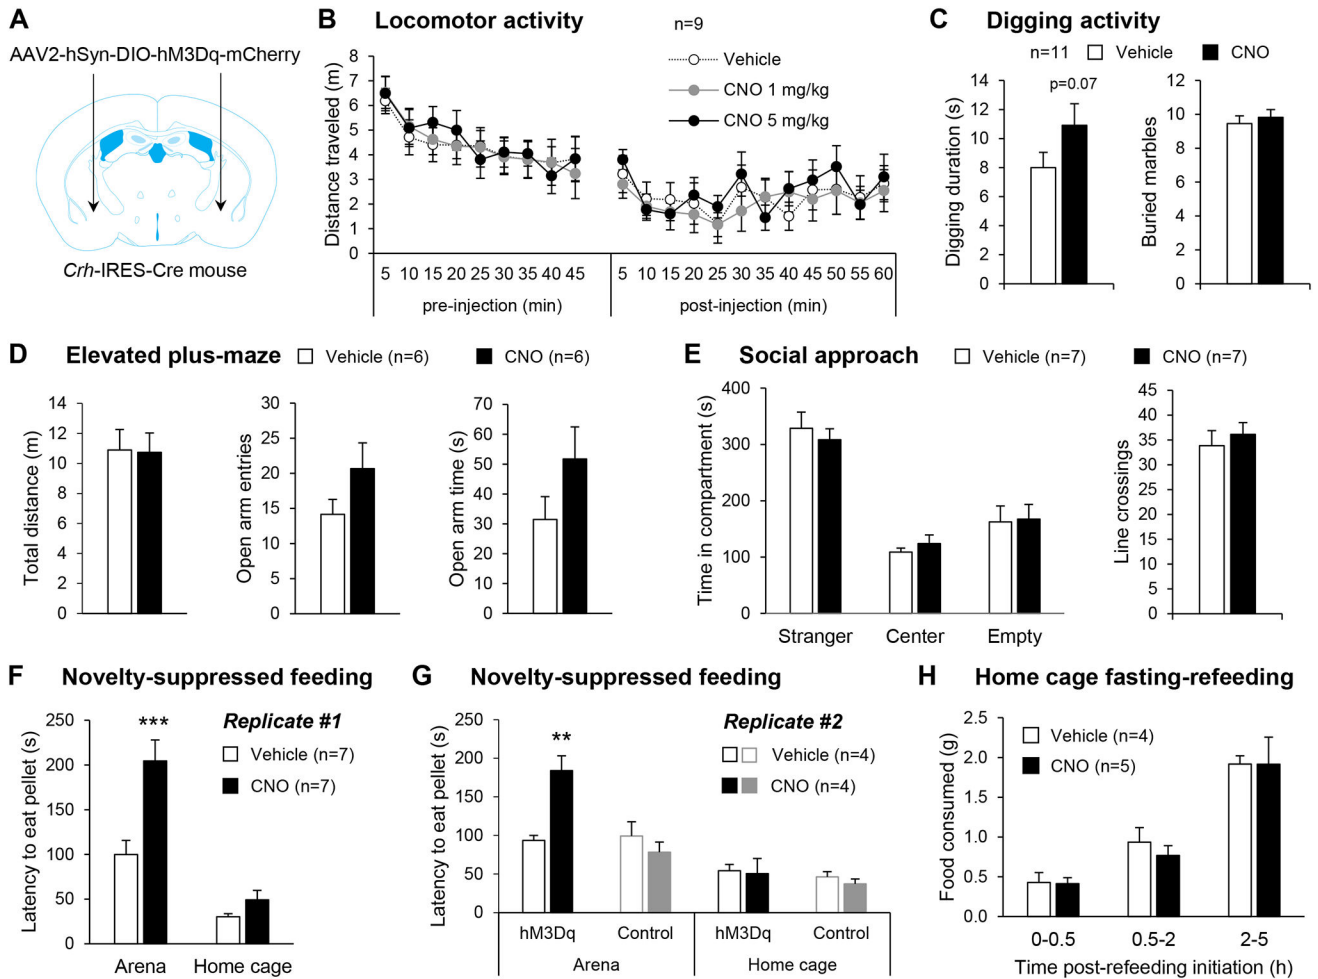 A
AAV2-hSyn-DIO-hM3Dq-mCherry
Crh-IRES-Cre mouse
B Locomotor activity
n=9
Vehicle
CNO 1 mg/kg
CNO 5 mg/kg
Distance traveled (m)
8
7
6
5
4
3
2
1
0
5 10 15 20 25 30 35 40 45
pre-injection (min)
5 10 15 20 25 30 35 40 45 50 55 60
post-injection (min)
C Digging activity
n=11 Vehicle CNO
Digging duration (s)
14
12
10
8
6
4
2
0
p=0.07
Buried marbles
12
10
8
6
4
2
0
D Elevated plus-maze Vehicle (n=6) CNO (n=6)
Total distance (m)
14
12
10
8
6
4
2
0
Open arm entries
30
25
20
15
10
5
0
Open arm time (s)
70
60
50
40
30
20
10
0
E Social approach Vehicle (n=7) CNO (n=7)
Time in compartment (s)
400
300
200
100
0
Stranger Center Empty
Line crossings
45
40
35
30
25
20
15
10
5
0
F Novelty-suppressed feeding
Replicate #1
Vehicle (n=7)
CNO (n=7)
Latency to eat pellet (s)
250
200
150
100
50
0
***
Arena Home cage
G Novelty-suppressed feeding
Replicate #2
Vehicle (n=4)
CNO (n=4)
Latency to eat pellet (s)
250
200
150
100
50
0
**
hM3Dq Control hM3Dq Control
Arena Home cage
H Home cage fasting-refeeding
Vehicle (n=4)
CNO (n=5)
Food consumed (g)
2.5
2.0
1.5
1.0
0.5
0.0
0-0.5 0.5-2 2-5
Time post-refeeding initiation (h)